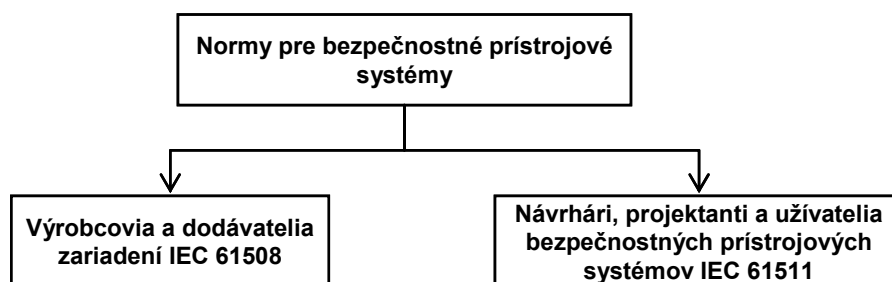 Normy pre bezpečnostné prístrojové
systémy
Výrobcovia a dodávatelia
zariadení IEC 61508
Návrhári, projektanti a užívatelia
bezpečnostných prístrojových
systémov IEC 61511